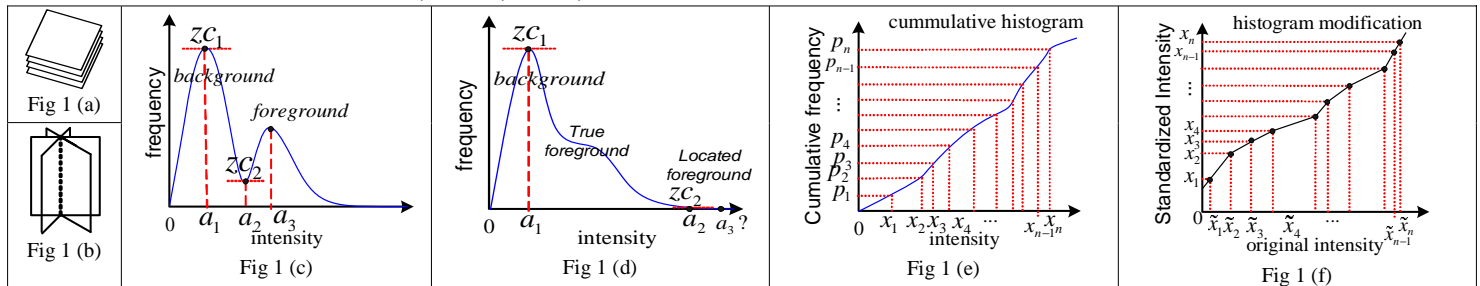 Fig 1 (a)
Fig 1 (b)
zc₁
background
foreground
zc₂
frequency
0
a₁
a₂
a₃
intensity
Fig 1 (c)
zc₁
background
True
foreground
Located
foreground
zc₂
frequency
a₁
a₂
a₃ ?
0
intensity
Fig 1 (d)
cummulative histogram
pₙ
pₙ₋₁
...
p₄
p₃
p₂
p₁
Cumulative frequency
0
x₁
x₂
x₃
x₄
...
xₙ₋₁
xₙ
intensity
Fig 1 (e)
histogram modification
xₙ
xₙ₋₁
...
x₄
x₃
x₂
x₁
Standardized Intensity
0
x̃₁
x̃₂
x̃₃
x̃₄
...
x̃ₙ₋₁
x̃ₙ
original intensity
Fig 1 (f)